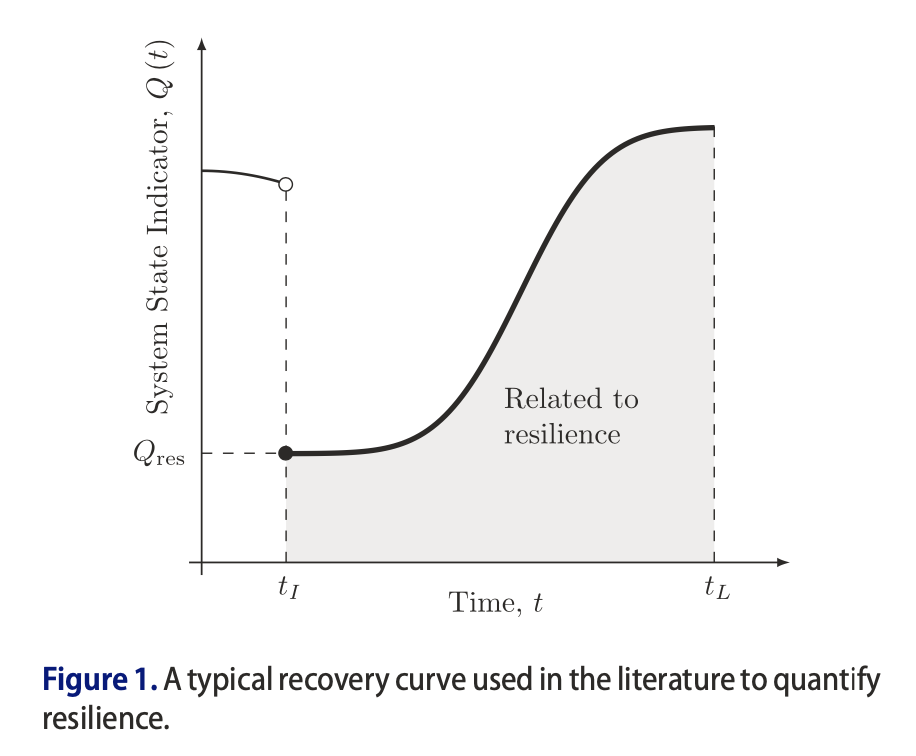 System State Indicator, Q (t)
Related to
resilience
Q_res
t_I
t_L
Time, t
Figure 1. A typical recovery curve used in the literature to quantify
resilience.